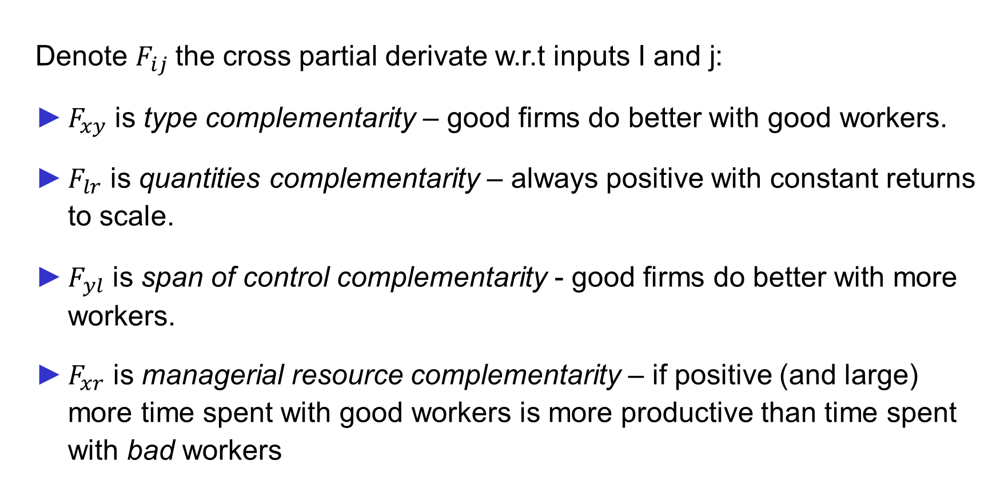 Denote F_{ij} the cross partial derivate w.r.t inputs I and j:
► F_{xy} is type complementarity – good firms do better with good workers.
► F_{lr} is quantities complementarity – always positive with constant returns
to scale.
► F_{yl} is span of control complementarity - good firms do better with more
workers.
► F_{xr} is managerial resource complementarity – if positive (and large)
more time spent with good workers is more productive than time spent
with bad workers